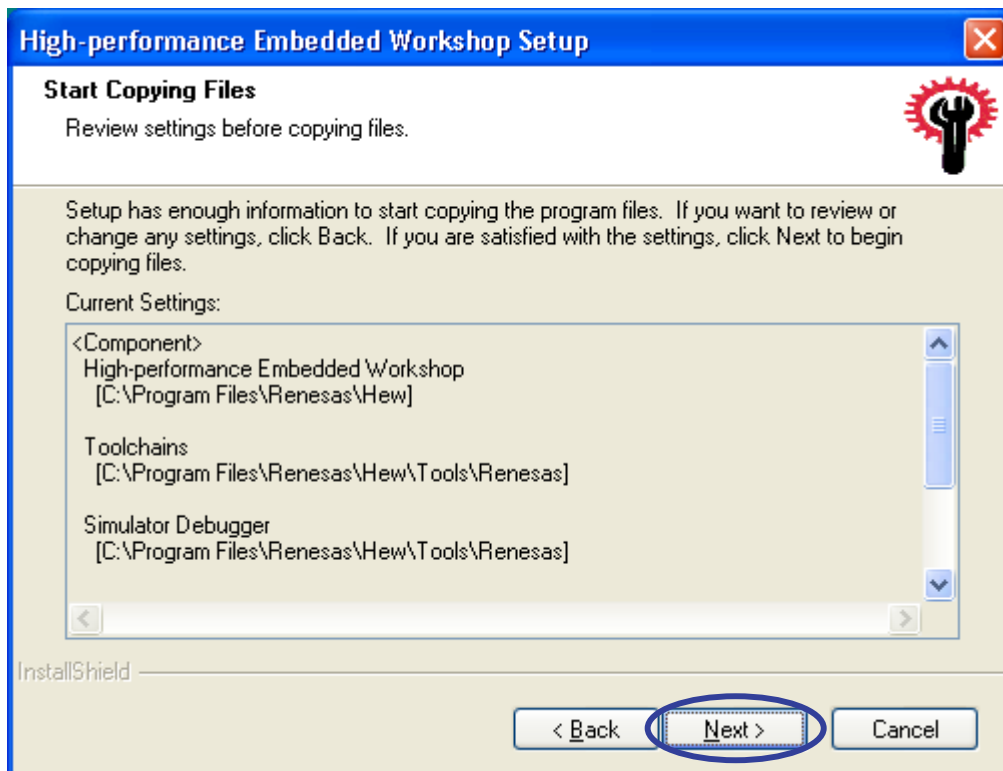 High-performance Embedded Workshop Setup
Start Copying Files
Review settings before copying files.
Setup has enough information to start copying the program files.  If you want to review or
change any settings, click Back.  If you are satisfied with the settings, click Next to begin
copying files.
Current Settings:
<Component>
High-performance Embedded Workshop
[C:\Program Files\Renesas\Hew]
Toolchains
[C:\Program Files\Renesas\Hew\Tools\Renesas]
Simulator Debugger
[C:\Program Files\Renesas\Hew\Tools\Renesas]
InstallShield
< Back
Next >
Cancel